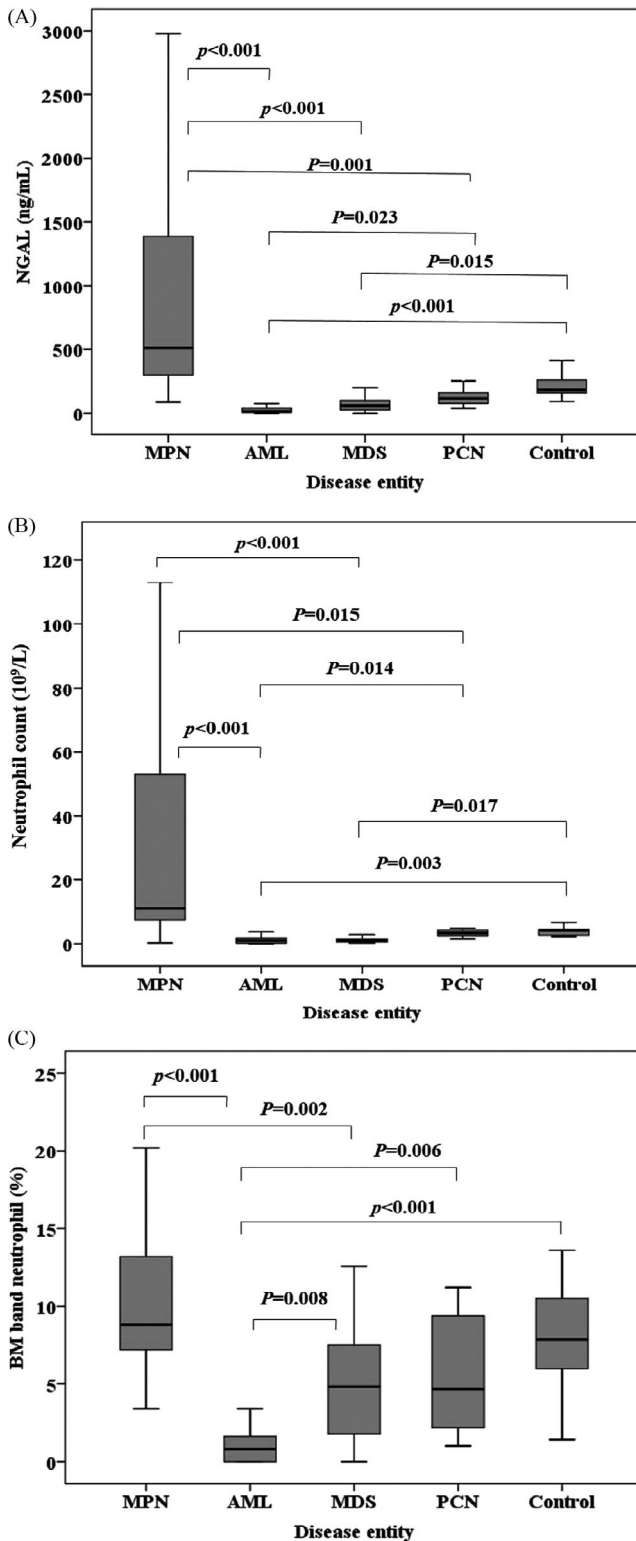 (A)
3000
2500
2000
1500
1000
500
0
NGAL (ng/mL)
p<0.001
p<0.001
P=0.001
P=0.023
P=0.015
p<0.001
MPN AML MDS PCN Control
Disease entity
(B)
120
100
80
60
40
20
0
Neutrophil count (10⁹/L)
p<0.001
P=0.015
P=0.014
p<0.001
P=0.017
P=0.003
MPN AML MDS PCN Control
Disease entity
(C)
25
20
15
10
5
0
BM band neutrophil (%)
p<0.001
P=0.002
P=0.006
p<0.001
P=0.008
MPN AML MDS PCN Control
Disease entity